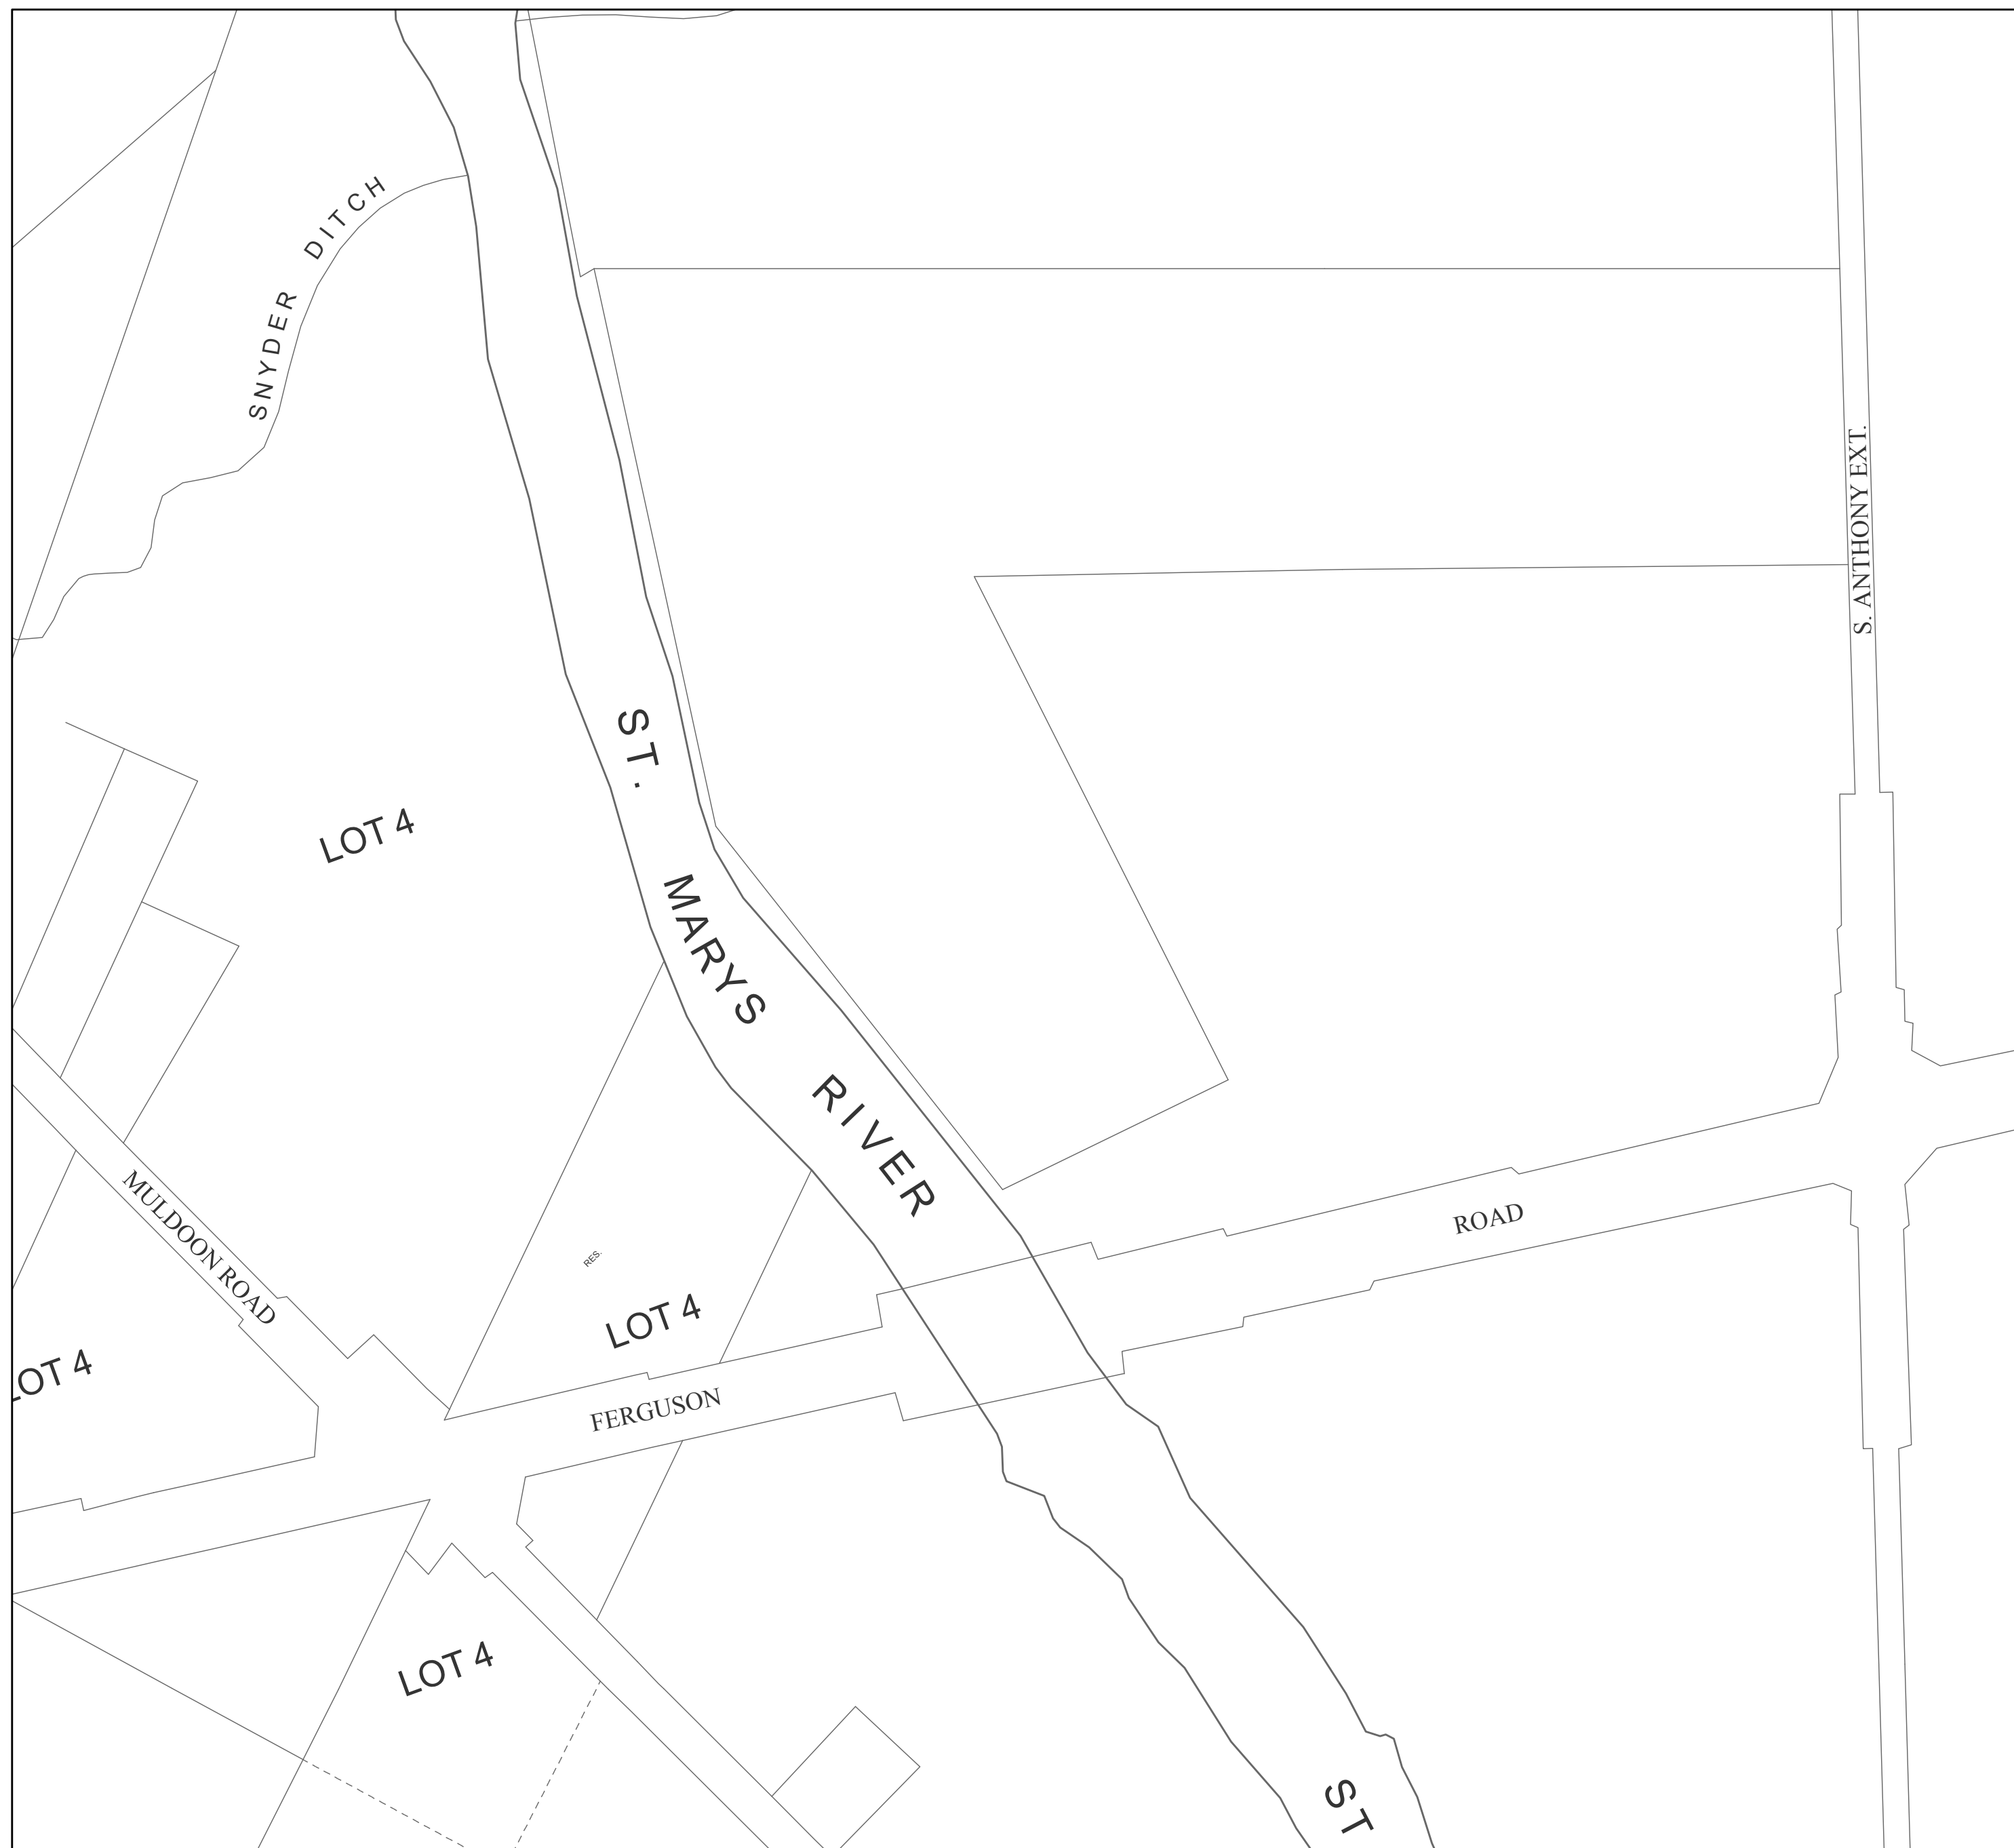 SNYDER DITCH
S. ANTHONY EXT.
ST. MARYS RIVER
LOT 4
MULDOON ROAD
ROAD
RES.
LOT 4
LOT 4
FERGUSON
LOT 4
ST